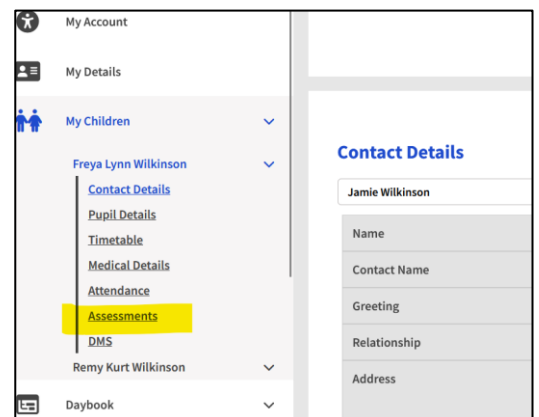 My Account
My Details
My Children
Freya Lynn Wilkinson
Contact Details
Pupil Details
Timetable
Medical Details
Attendance
Assessments
DMS
Remy Kurt Wilkinson
Daybook
Contact Details
Jamie Wilkinson
Name
Contact Name
Greeting
Relationship
Address